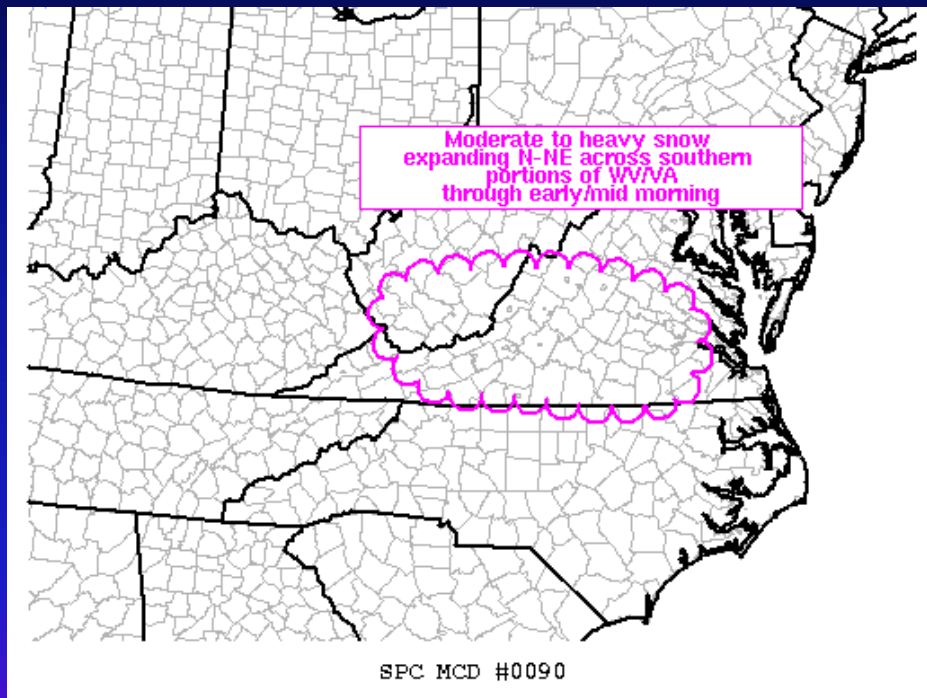 Moderate to heavy snow
expanding N-NE across southern
portions of WV/VA
through early/mid morning
SPC MCD #0090